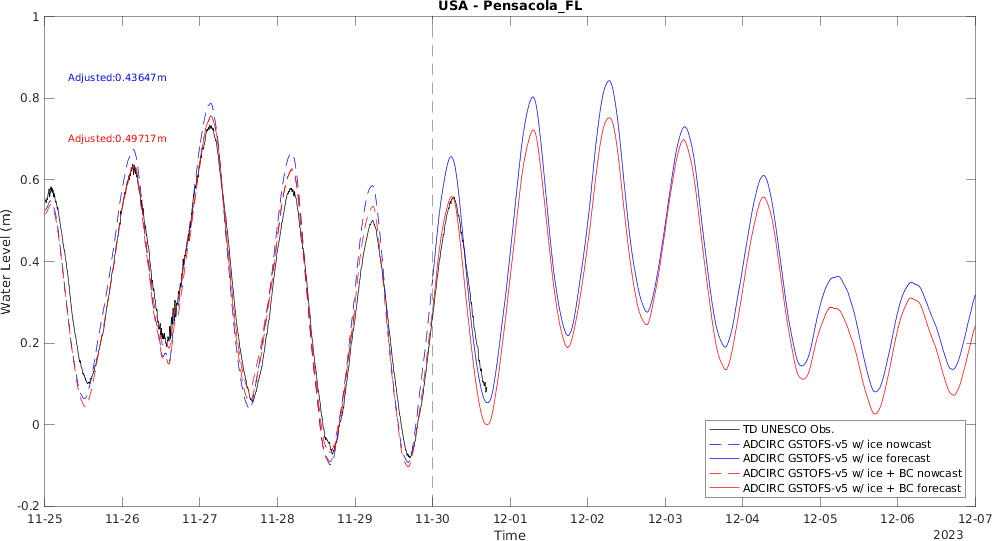 USA - Pensacola_FL
1
0.8
0.6
0.4
0.2
0
-0.2
Water Level (m)
Adjusted:0.43647m
Adjusted:0.49717m
TD UNESCO Obs.
ADCIRC GSTOFS-v5 w/ ice nowcast
ADCIRC GSTOFS-v5 w/ ice forecast
ADCIRC GSTOFS-v5 w/ ice + BC nowcast
ADCIRC GSTOFS-v5 w/ ice + BC forecast
11-25 11-26 11-27 11-28 11-29 11-30 12-01 12-02 12-03 12-04 12-05 12-06 12-07
Time
2023